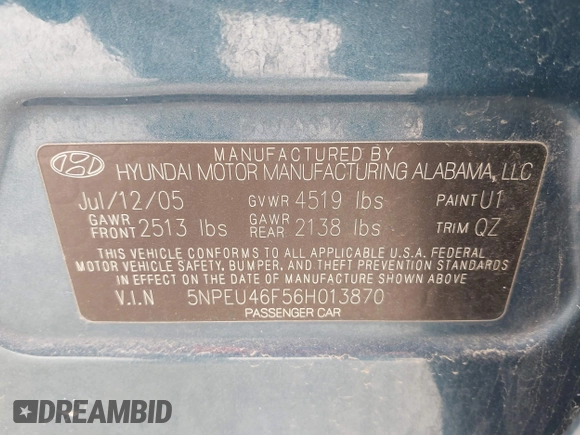 MANUFACTURED BY
HYUNDAI MOTOR MANUFACTURING ALABAMA, LLC
Jul/12/05 GVWR 4519 lbs PAINT U1
GAWR FRONT 2513 lbs GAWR REAR 2138 lbs TRIM QZ
THIS VEHICLE CONFORMS TO ALL APPLICABLE U.S.A. FEDERAL
MOTOR VEHICLE SAFETY, BUMPER, AND THEFT PREVENTION
STANDARDS IN EFFECT ON THE DATE OF MANUFACTURE SHOWN
ABOVE
V.I.N 5NPEU46F56H013870
PASSENGER CAR
DREAMBID